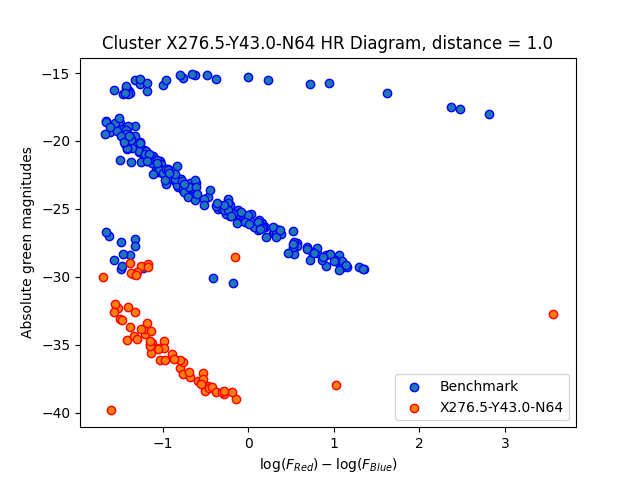 Cluster X276.5-Y43.0-N64 HR Diagram, distance = 1.0
Absolute green magnitudes
−15
−20
−25
−30
−35
−40
Benchmark
X276.5-Y43.0-N64
−1
0
1
2
3
log(F_Red) − log(F_Blue)